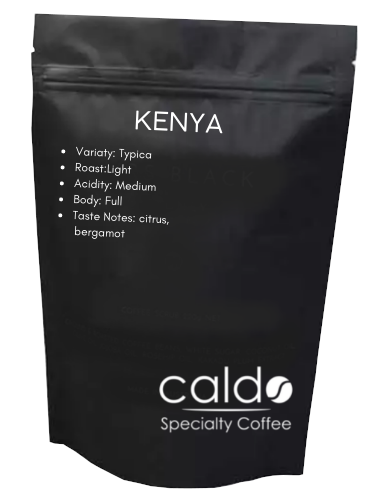 KENYA
• Variaty: Typica
• Roast:Light
• Acidity: Medium
• Body: Full
• Taste Notes: citrus,
bergamot
caldo
Specialty Coffee